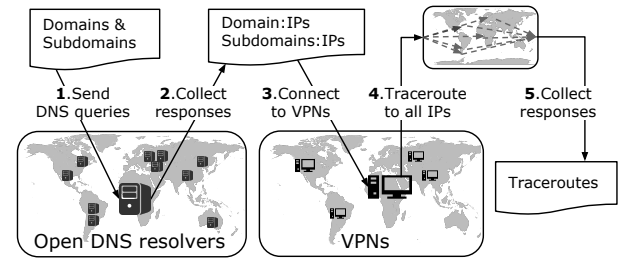 Domains &
Subdomains
Domain:IPs
Subdomains:IPs
1.Send
DNS queries
2.Collect
responses
3.Connect
to VPNs
4.Traceroute
to all IPs
5.Collect
responses
Open DNS resolvers
VPNs
Traceroutes